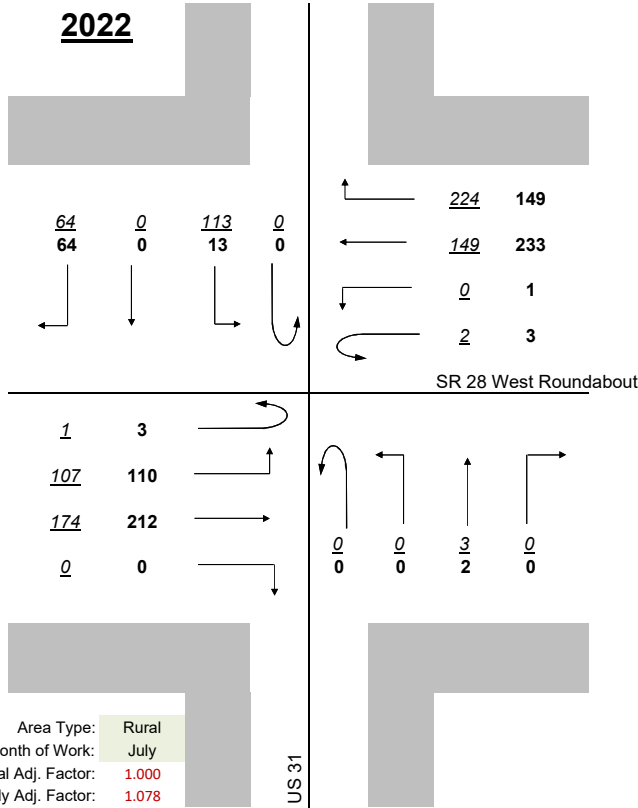 2022
64 0 113 0
64 0 13 0
224 149
149 233
0 1
2 3
SR 28 West Roundabout
1 3
107 110
174 212
0 0
0 0 3 0
0 0 2 0
Area Type: Rural
onth of Work: July
al Adj. Factor: 1.000
ly Adj. Factor: 1.078
US 31